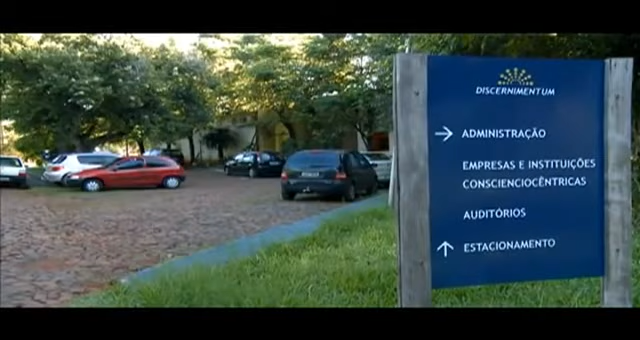 DISCERNIMENTUM
→ ADMINISTRAÇÃO
EMPRESAS E INSTITUIÇÕES
CONSCIENCIOCÊNTRICAS
AUDITÓRIOS
↑ ESTACIONAMENTO